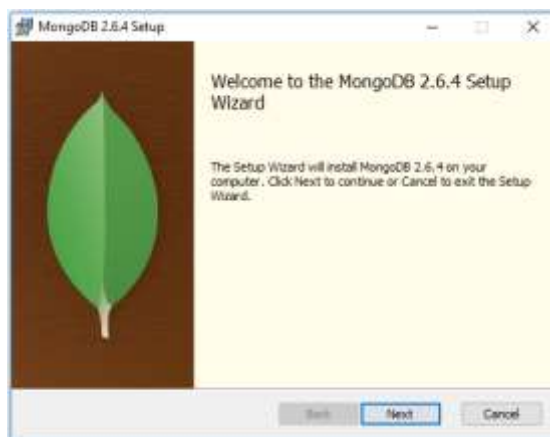 MongoDB 2.6.4 Setup
Welcome to the MongoDB 2.6.4 Setup
Wizard
The Setup Wizard will install MongoDB 2.6.4 on your
computer. Click Next to continue or Cancel to exit the Setup
Wizard.
Back Next Cancel